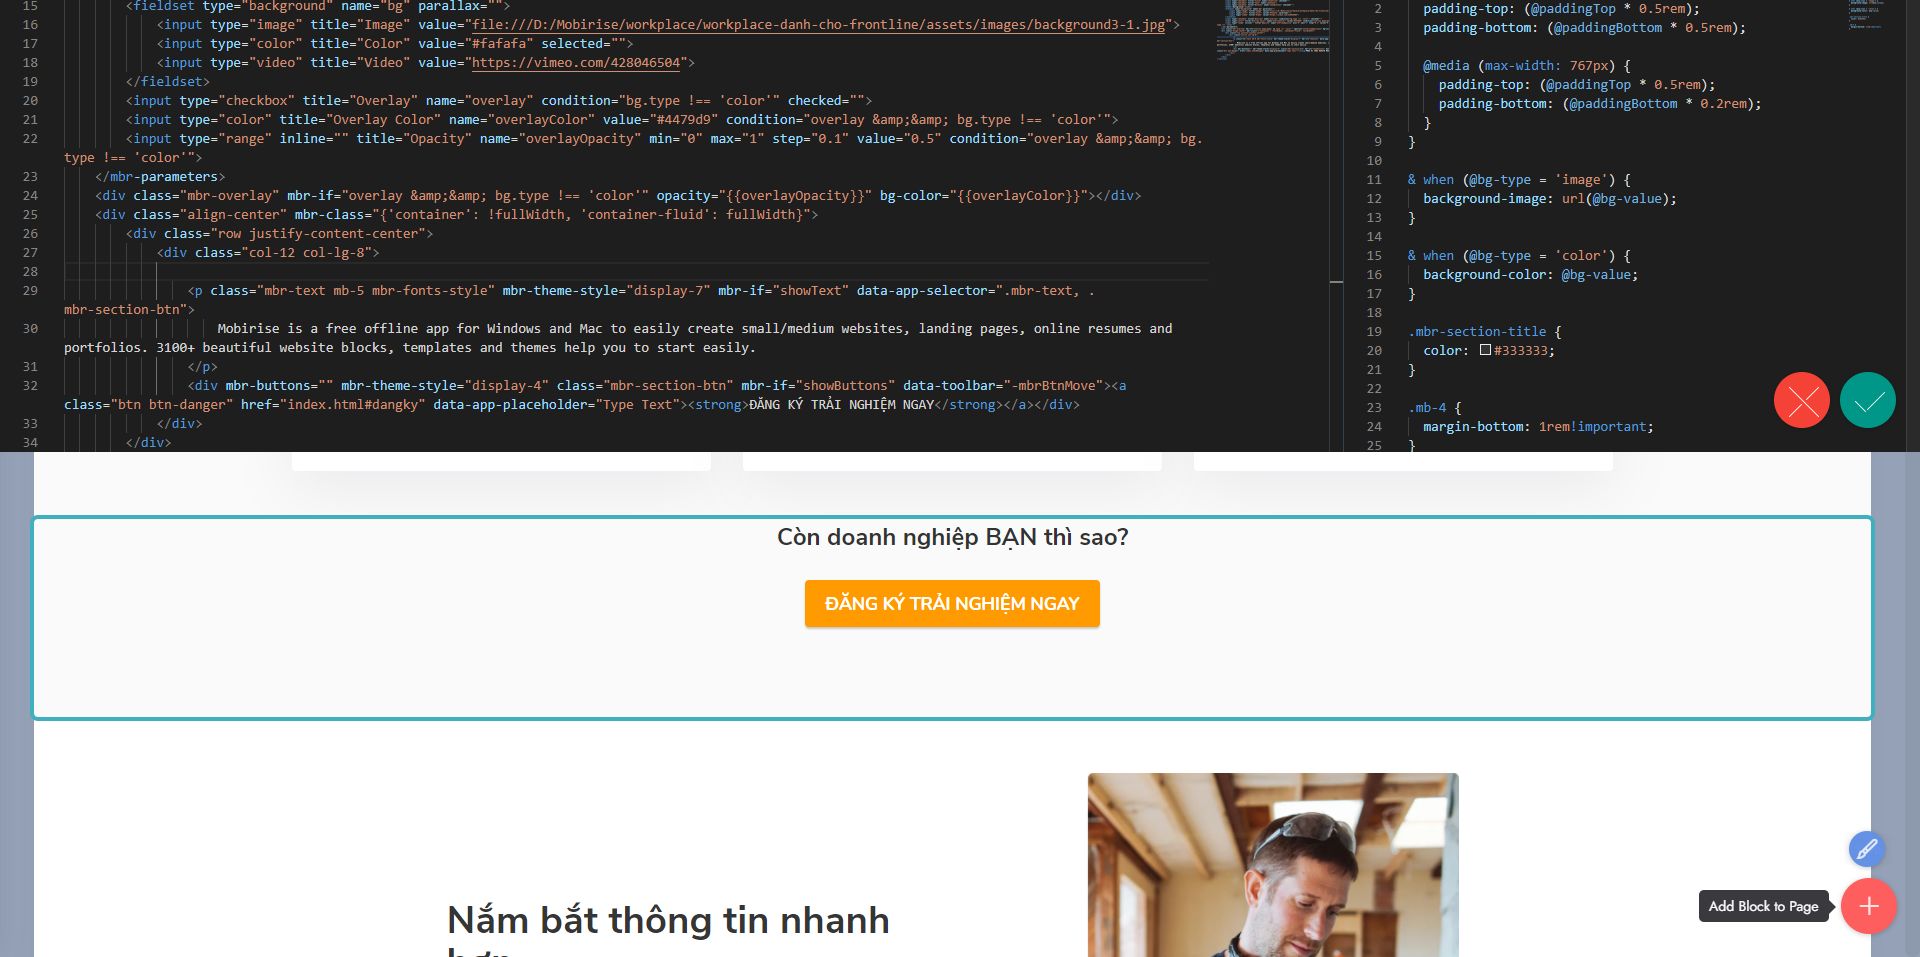 15 <fieldset type="background" name="bg" parallax="">
16 <input type="image" title="Image" value="file:///D:/Mobirise/workplace/workplace-danh-cho-frontline/assets/images/background3-1.jpg">
17 <input type="color" title="Color" value="#fafafa" selected="">
18 <input type="video" title="Video" value="https://vimeo.com/428046504">
19 </fieldset>
20 <input type="checkbox" title="Overlay" name="overlay" condition="bg.type !== 'color'" checked="">
21 <input type="color" title="Overlay Color" name="overlayColor" value="#4479d9" condition="overlay &amp;&amp; bg.type !== 'color'">
22 <input type="range" inline="" title="Opacity" name="overlayOpacity" min="0" max="1" step="0.1" value="0.5" condition="overlay &amp;&amp; bg.
type !== 'color'">
23 </mbr-parameters>
24 <div class="mbr-overlay" mbr-if="overlay &amp;&amp; bg.type !== 'color'" opacity="{{overlayOpacity}}" bg-color="{{overlayColor}}"></div>
25 <div class="align-center" mbr-class="{'container': !fullWidth, 'container-fluid': fullWidth}">
26 <div class="row justify-content-center">
27 <div class="col-12 col-lg-8">
28
29 <p class="mbr-text mb-5 mbr-fonts-style" mbr-theme-style="display-7" mbr-if="showText" data-app-selector=".mbr-text, .
mbr-section-btn">
30 Mobirise is a free offline app for Windows and Mac to easily create small/medium websites, landing pages, online resumes and
portfolios. 3100+ beautiful website blocks, templates and themes help you to start easily.
31 </p>
32 <div mbr-buttons="" mbr-theme-style="display-4" class="mbr-section-btn" mbr-if="showButtons" data-toolbar="-mbrBtnMove"><a
class="btn btn-danger" href="index.html#dangky" data-app-placeholder="Type Text"><strong>ĐĂNG KÝ TRẢI NGHIỆM NGAY</strong></a></div>
33 </div>
34 </div>
2 padding-top: (@paddingTop * 0.5rem);
3 padding-bottom: (@paddingBottom * 0.5rem);
4
5 @media (max-width: 767px) {
6 padding-top: (@paddingTop * 0.5rem);
7 padding-bottom: (@paddingBottom * 0.2rem);
8 }
9 }
10
11 & when (@bg-type = 'image') {
12 background-image: url(@bg-value);
13 }
14
15 & when (@bg-type = 'color') {
16 background-color: @bg-value;
17 }
18
19 .mbr-section-title {
20 color: #333333;
21 }
22
23 .mb-4 {
24 margin-bottom: 1rem!important;
25 }
Còn doanh nghiệp BẠN thì sao?
ĐĂNG KÝ TRẢI NGHIỆM NGAY
Nắm bắt thông tin nhanh
hơn
Add Block to Page